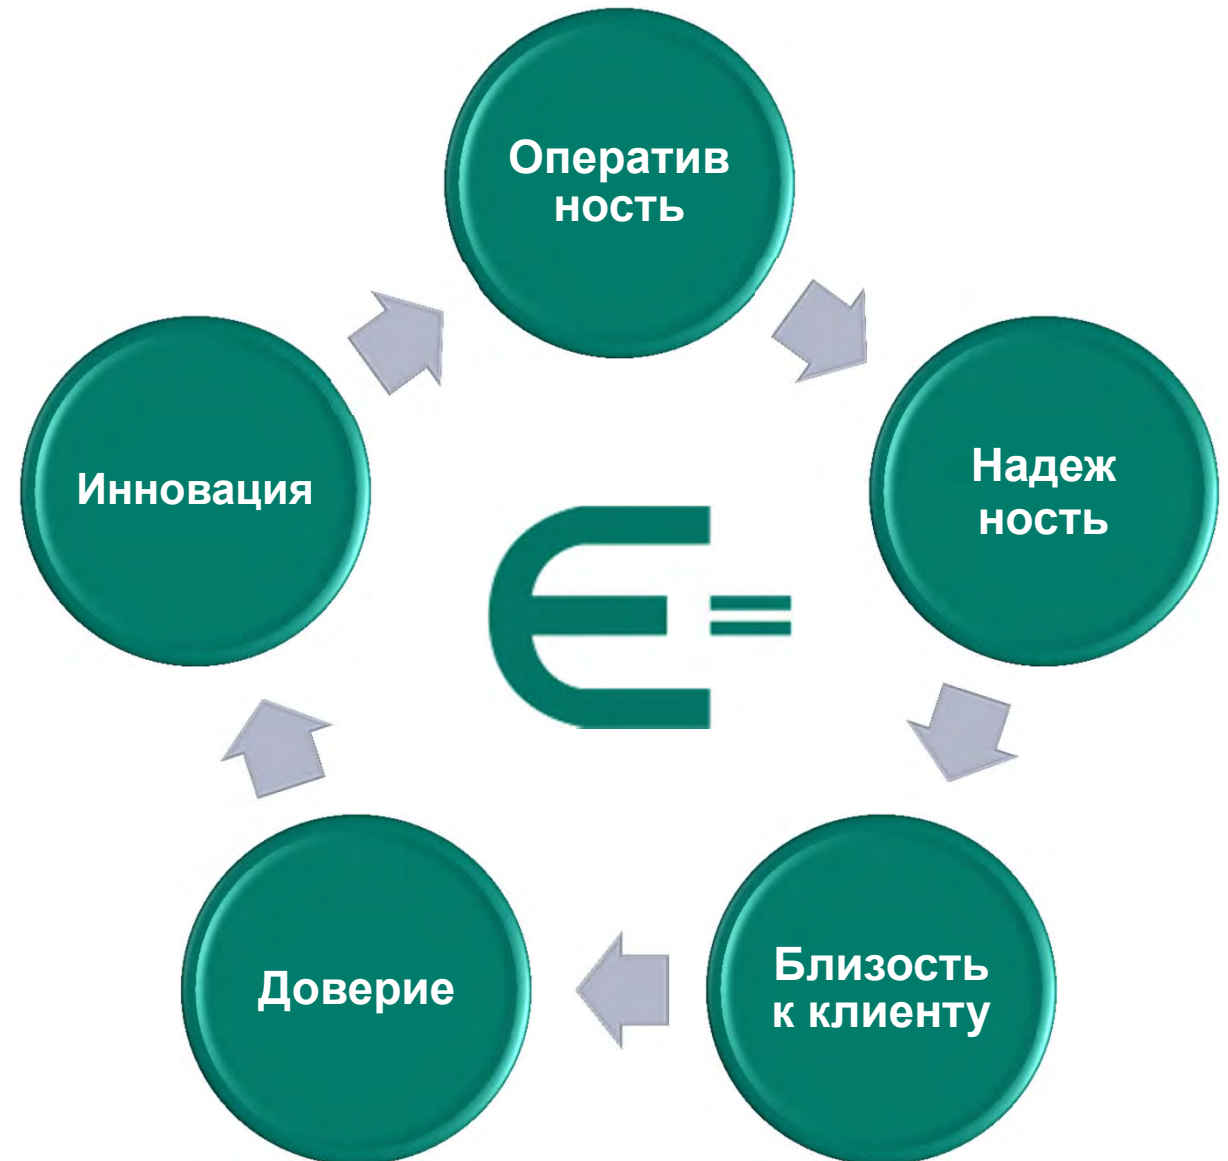 Оператив
ность
Надеж
ность
Близость
к клиенту
Доверие
Инновация